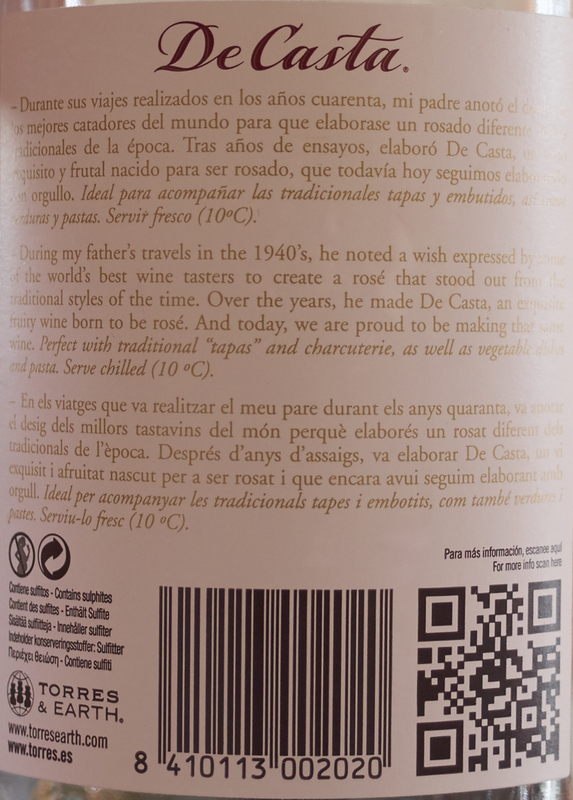 De Casta®
– Durante sus viajes realizados en los años cuarenta, mi padre anotó el
los mejores catadores del mundo para que elaborase un rosado diferente
tradicionales de la época. Tras años de ensayos, elaboró De Casta,
exquisito y frutal nacido para ser rosado, que todavía hoy seguimos
con orgullo. Ideal para acompañar las tradicionales tapas y embutidos, así
verduras y pastas. Servir fresco (10ºC).
– During my father's travels in the 1940's, he noted a wish expressed by some
of the world's best wine tasters to create a rosé that stood out from the
traditional styles of the time. Over the years, he made De Casta, an exquisite
fruity wine born to be rosé. And today, we are proud to be making that same
wine. Perfect with traditional "tapas" and charcuterie, as well as vegetable dishes
and pasta. Serve chilled (10 ºC).
– En els viatges que va realitzar el meu pare durant els anys quaranta, va anotar
el desig dels millors tastavins del món perquè elaborés un rosat diferent dels
tradicionals de l'època. Després d'anys d'assaigs, va elaborar De Casta, un vi
exquisit i afruitat nascut per a ser rosat i que encara avui seguim elaborant amb
orgull. Ideal per acompanyar les tradicionals tapes i embotits, com també verdures i
pastes. Serviu-lo fresc (10 ºC).
Para más información, escanee aquí
For more info scan here
Contiene sulfitos - Contains sulphites
Contient des sulfites - Enthält Sulfite
Sisältää sulfiitteja - Innehåller sulfiter
Indeholder konserveringsstoffer: Sulfitter
Περιέχει Θειώδη - Contiene sulfiti
TORRES
& EARTH®
www.torresearth.com
www.torres.es
8 410113 002020